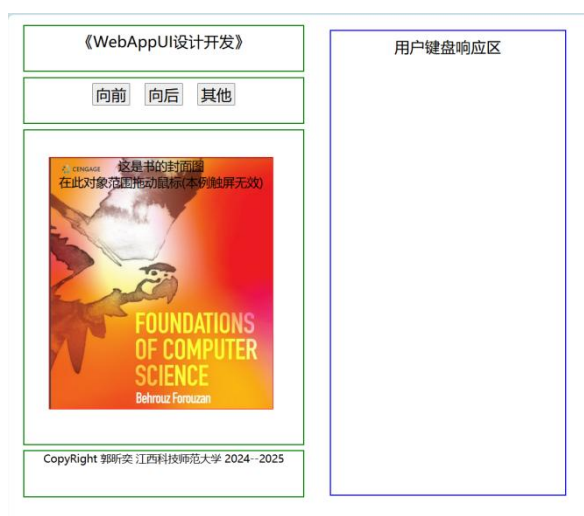 《WebAppUI设计开发》
向前 向后 其他
CENGAGE
这是书的封面图
在此对象范围拖动鼠标(本例触屏无效)
FOUNDATIONS
OF COMPUTER
SCIENCE
Behrouz Forouzan
CopyRight 郭昕奕 江西科技师范大学 2024--2025
用户键盘响应区